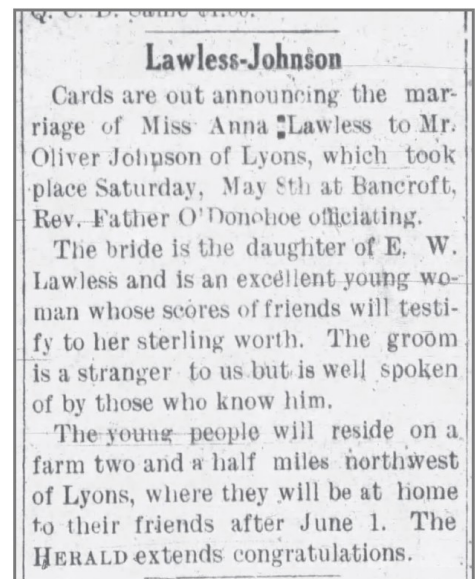 Lawless-Johnson
Cards are out announcing the mar-
riage of Miss Anna Lawless to Mr.
Oliver Johnson of Lyons, which took
place Saturday, May 8th at Bancroft,
Rev. Father O'Donohoe officiating.
The bride is the daughter of E. W.
Lawless and is an excellent young wo-
man whose scores of friends will testi-
fy to her sterling worth. The groom
is a stranger to us but is well spoken
of by those who know him.
The young people will reside on a
farm two and a half miles northwest
of Lyons, where they will be at home
to their friends after June 1. The
HERALD extends congratulations.